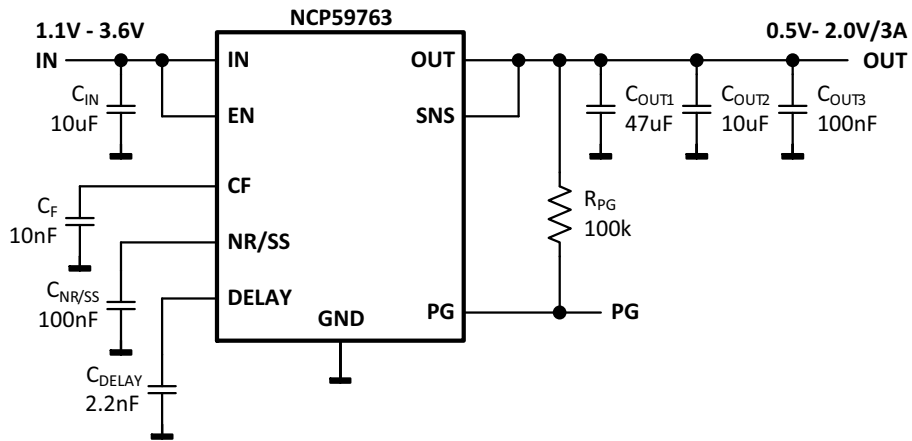 NCP59763
1.1V - 3.6V
IN
0.5V- 2.0V/3A
OUT
IN
OUT
CIN
10uF
EN
SNS
COUT1
47uF
COUT2
10uF
COUT3
100nF
CF
CF
10nF
RPG
100k
NR/SS
CNR/SS
100nF
DELAY
GND
PG
PG
CDELAY
2.2nF